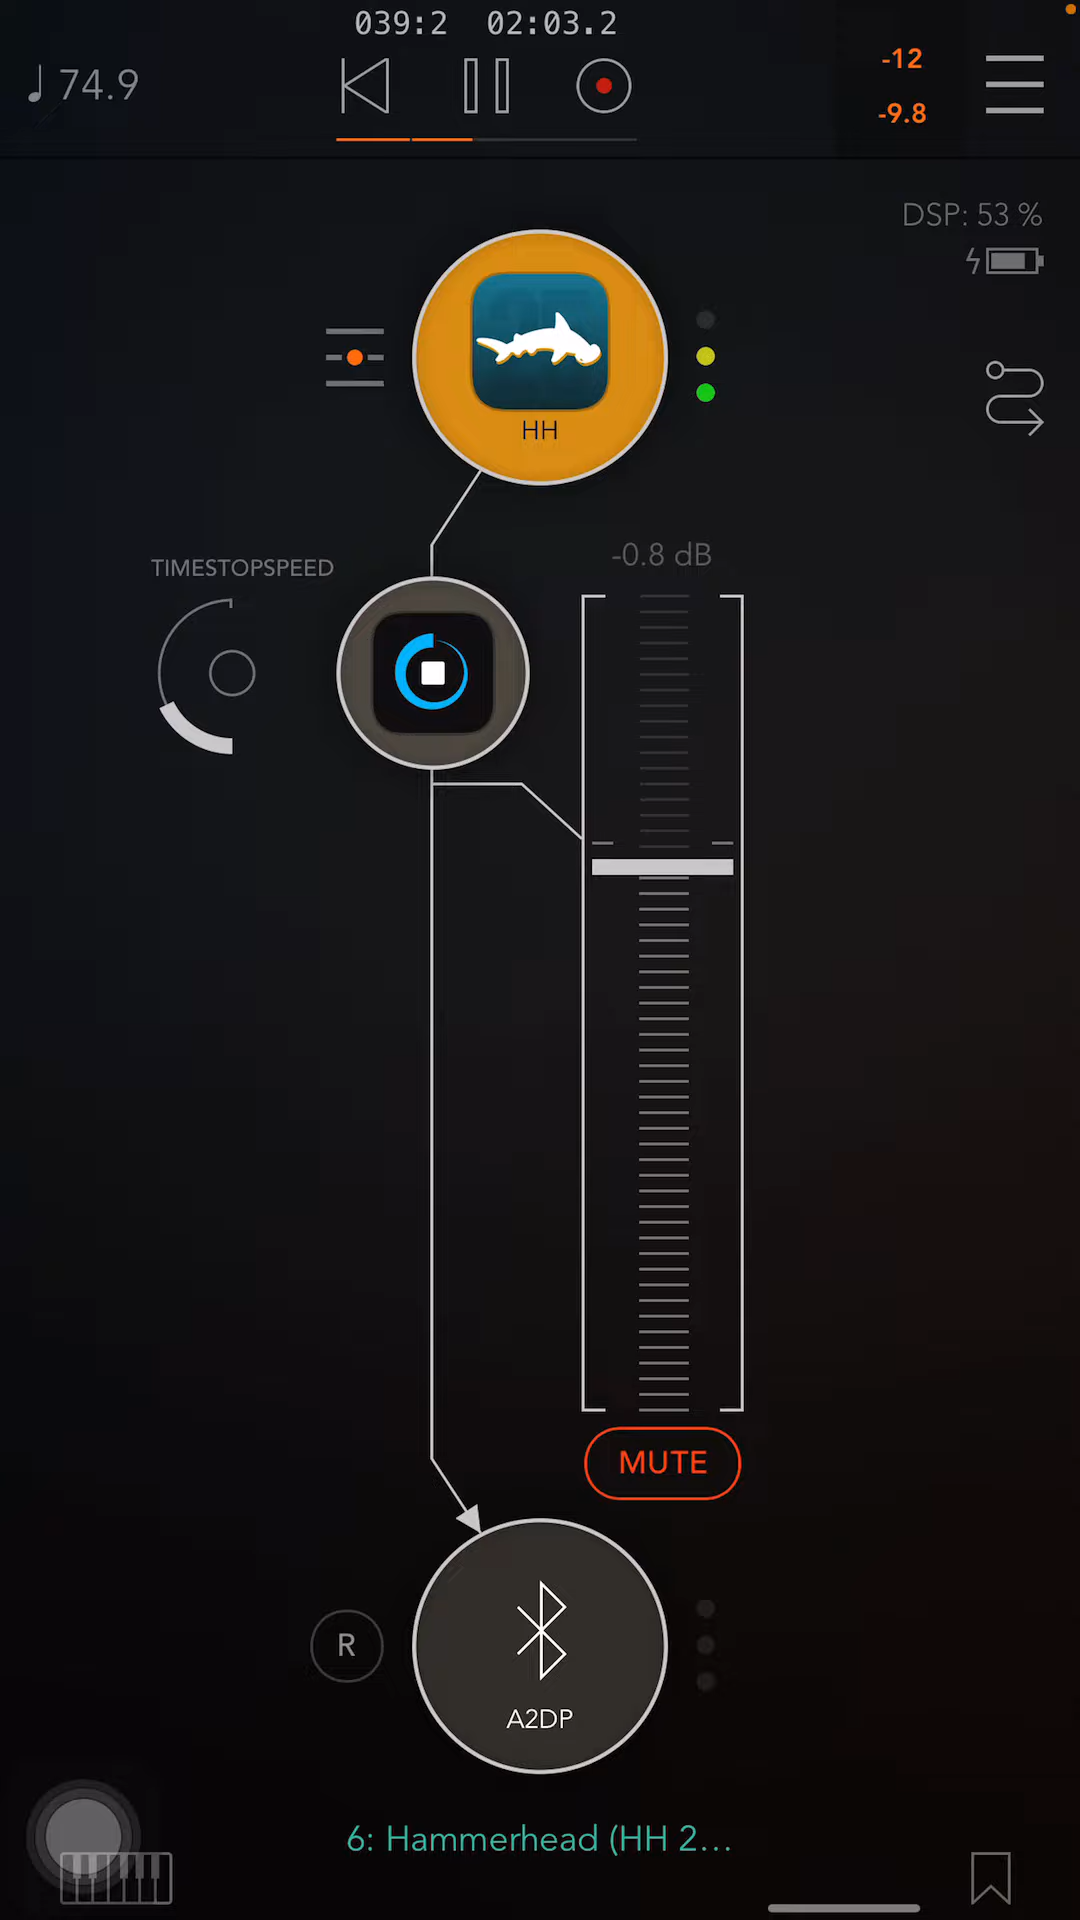 039:2 02:03.2
74.9
-12
-9.8
DSP: 53 %
HH
TIMESTOPSPEED
-0.8 dB
MUTE
R
A2DP
6: Hammerhead (HH 2...